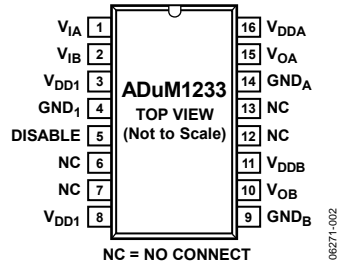 V_IA 1
V_IB 2
V_DD1 3
GND_1 4
DISABLE 5
NC 6
NC 7
V_DD1 8
ADuM1233
TOP VIEW
(Not to Scale)
16 V_DDA
15 V_OA
14 GND_A
13 NC
12 NC
11 V_DDB
10 V_OB
9 GND_B
NC = NO CONNECT
06271-002